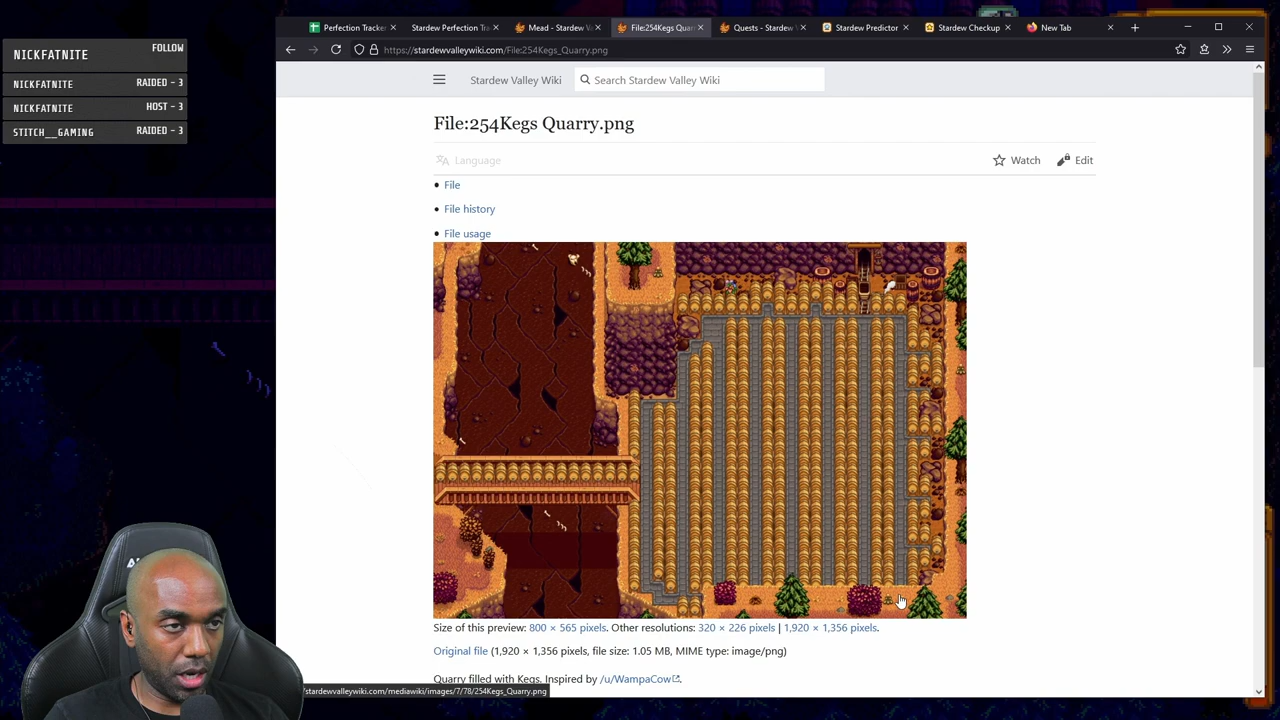 NICKFATNITE FOLLOW
NICKFATNITE RAIDED - 3
NICKFATNITE HOST - 3
STITCH__GAMING RAIDED - 3
Perfection Tracker
Stardew Perfection Tra
Mead - Stardew V
File:254Kegs Quar
Quests - Stardew V
Stardew Predictor
Stardew Checkup
New Tab
https://stardewvalleywiki.com/File:254Kegs_Quarry.png
Stardew Valley Wiki
Search Stardew Valley Wiki
File:254Kegs Quarry.png
Language
Watch
Edit
File
File history
File usage
Size of this preview: 800 × 565 pixels. Other resolutions: 320 × 226 pixels | 1,920 × 1,356 pixels.
Original file (1,920 × 1,356 pixels, file size: 1.05 MB, MIME type: image/png)
Quarry filled with Kegs. Inspired by /u/WampaCow.
/stardewvalleywiki.com/mediawiki/images/7/78/254Kegs_Quarry.png